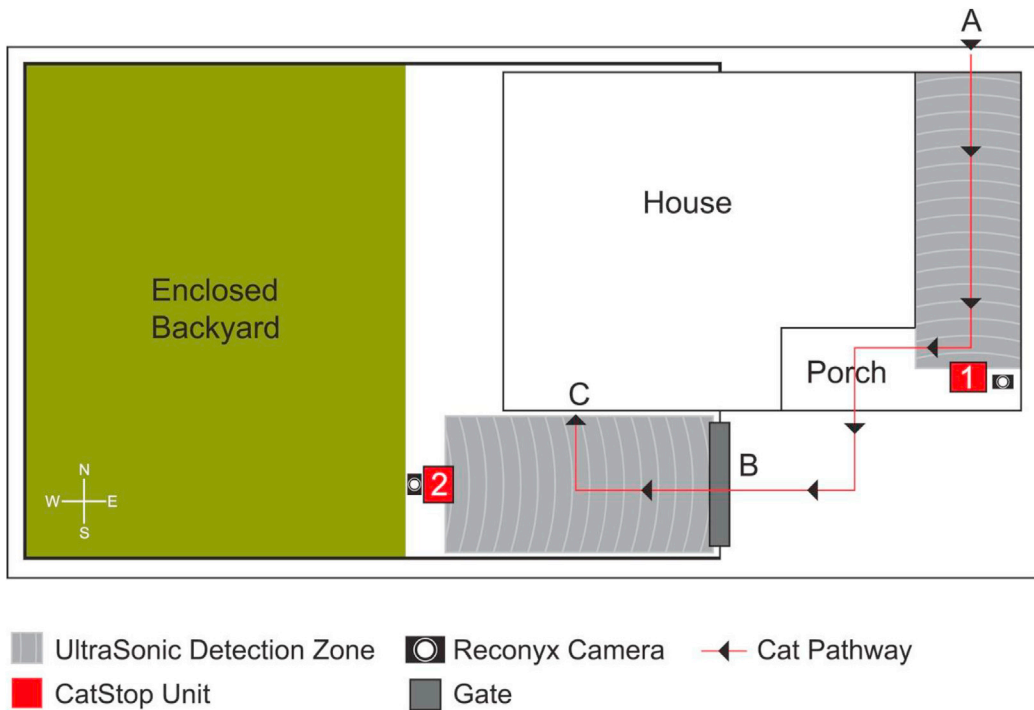 A
House
Enclosed
Backyard
Porch
1
C
B
2
N
W E
S
UltraSonic Detection Zone
Reconyx Camera
Cat Pathway
CatStop Unit
Gate